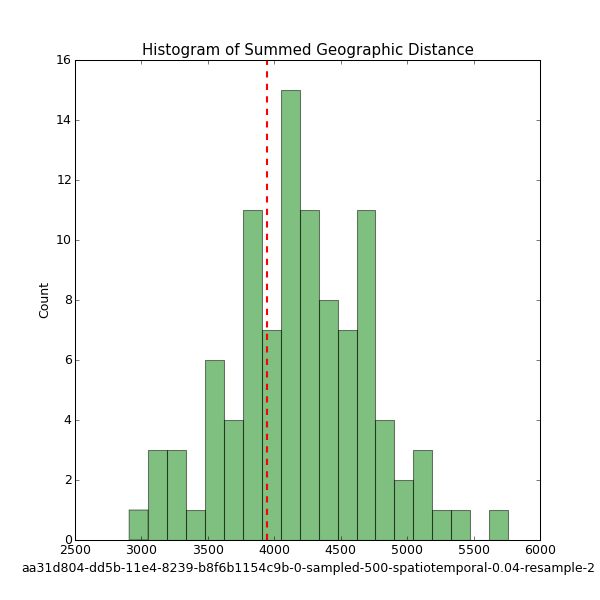 Histogram of Summed Geographic Distance
16
14
12
10
8
6
4
2
0
Count
2500 3000 3500 4000 4500 5000 5500 6000
aa31d804-dd5b-11e4-8239-b8f6b1154c9b-0-sampled-500-spatiotemporal-0.04-resample-2